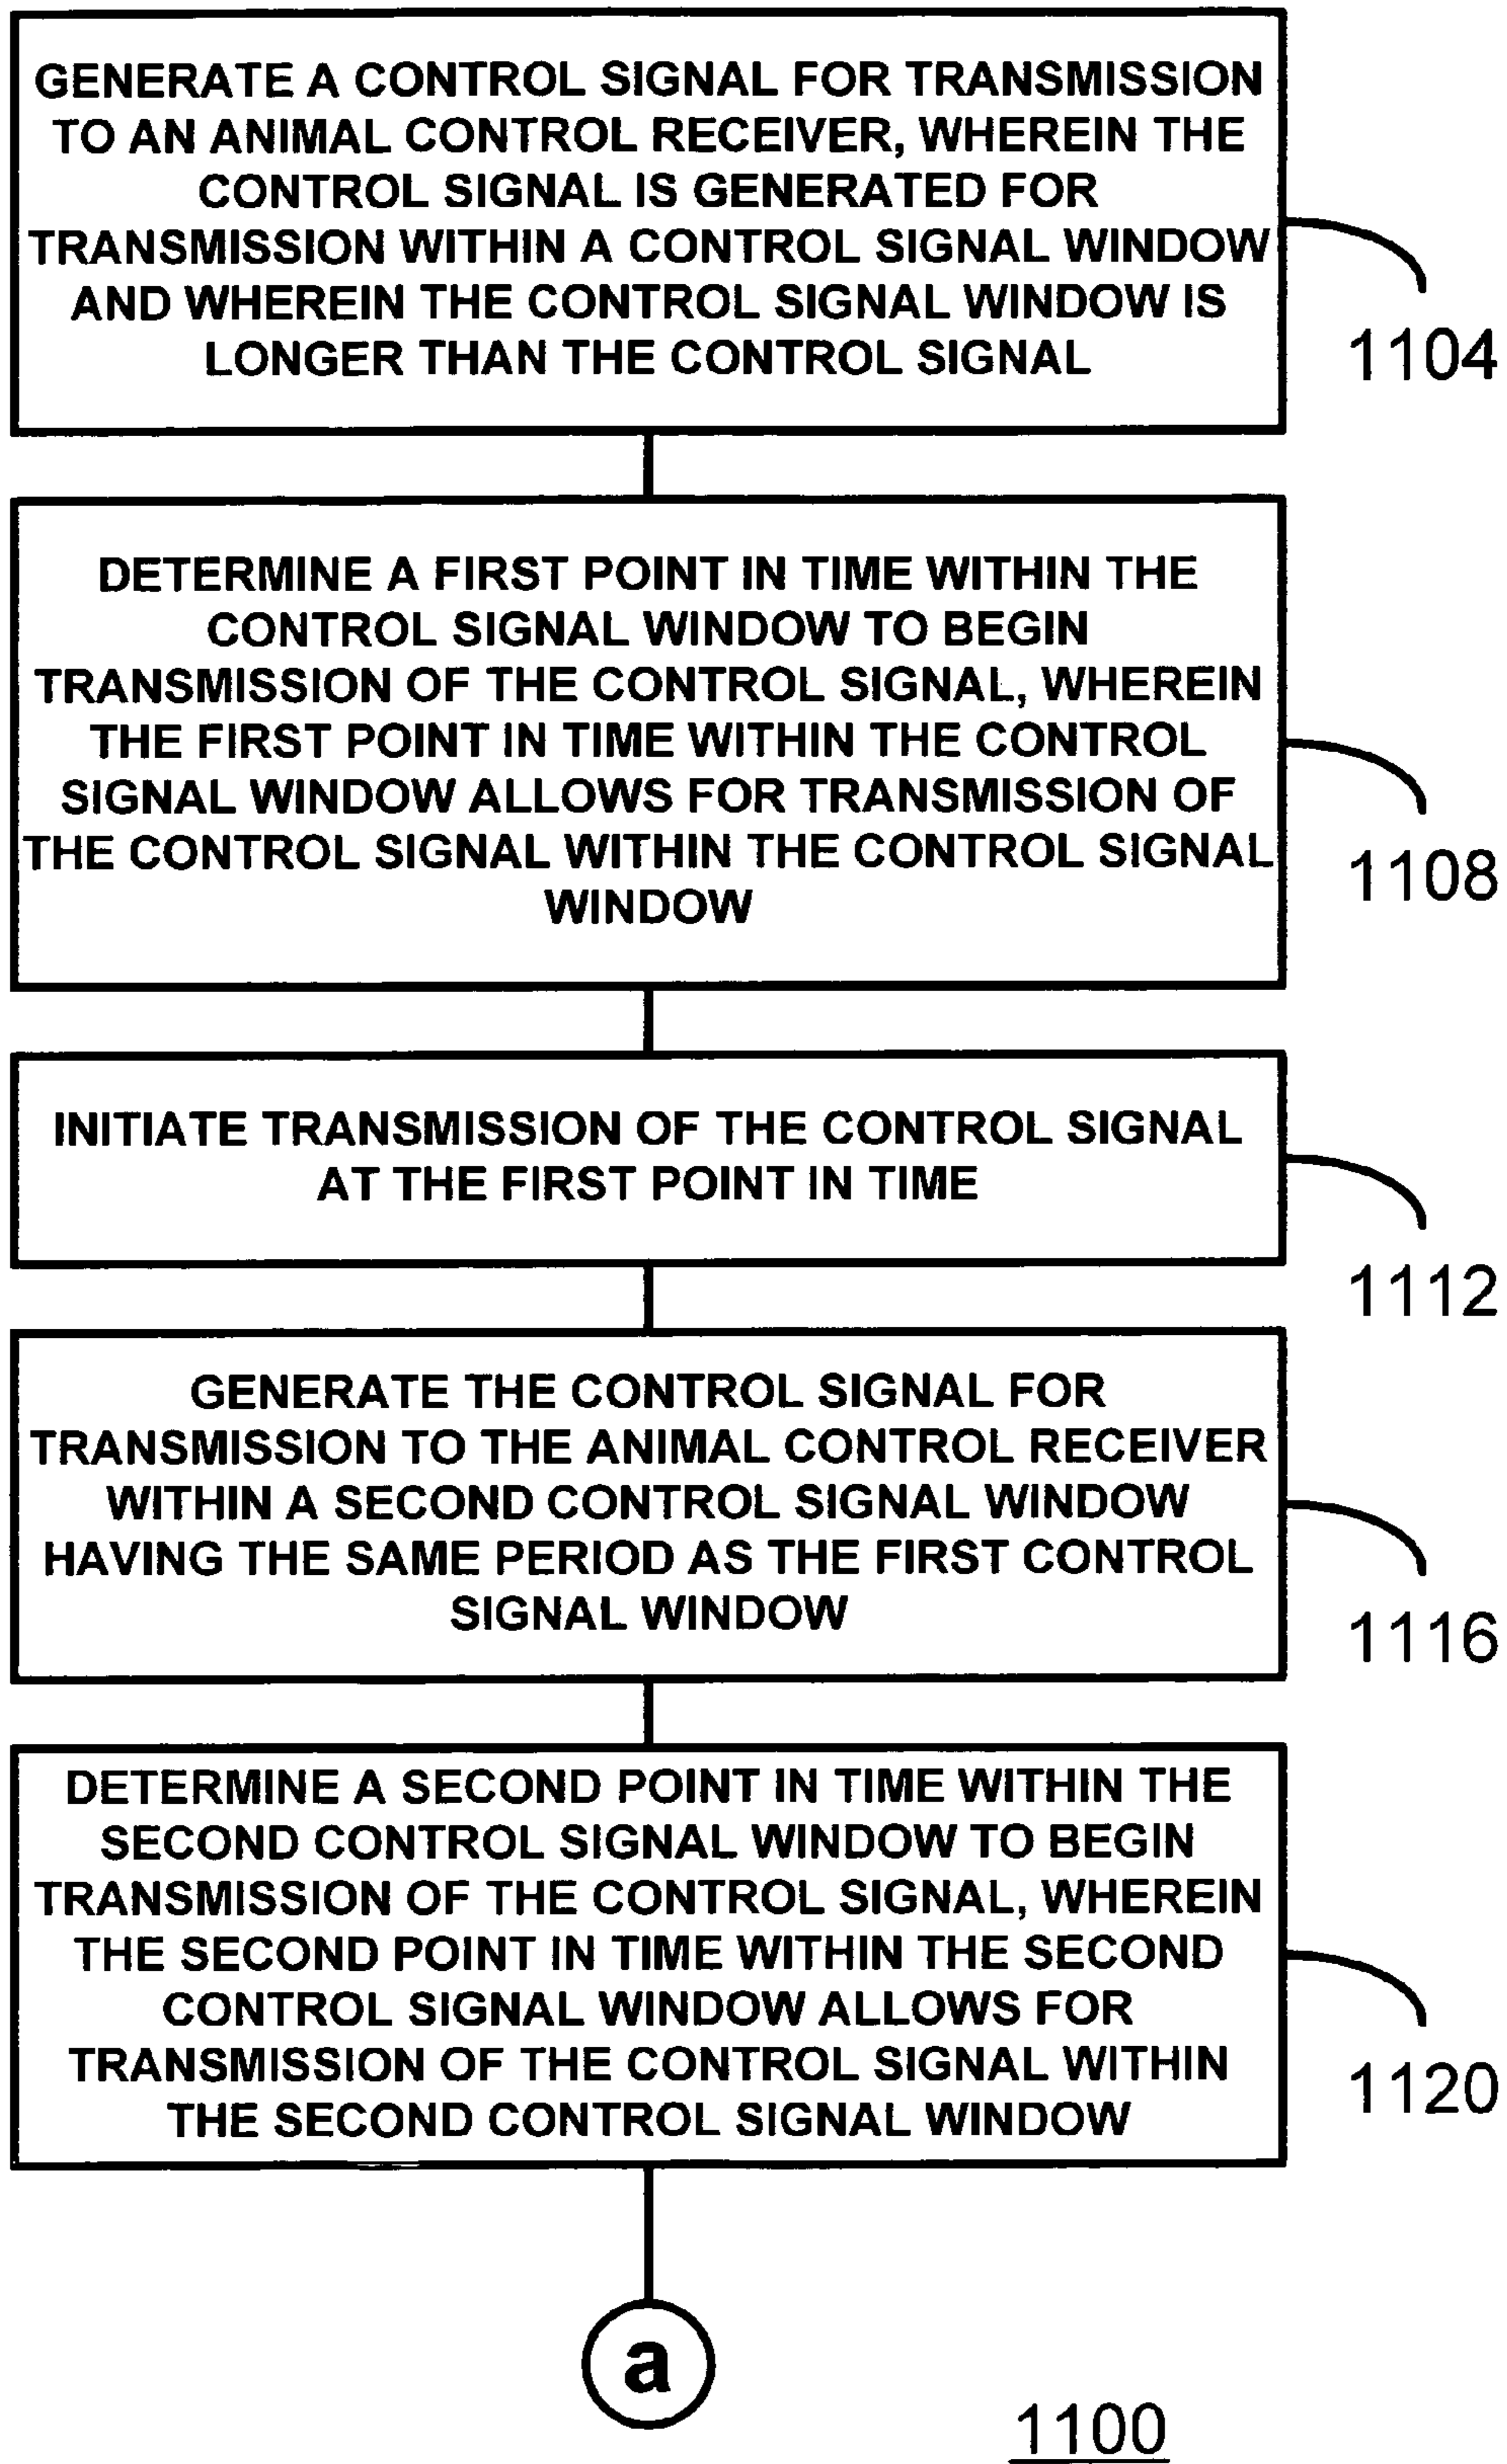 GENERATE A CONTROL SIGNAL FOR TRANSMISSION
TO AN ANIMAL CONTROL RECEIVER, WHEREIN THE
CONTROL SIGNAL IS GENERATED FOR
TRANSMISSION WITHIN A CONTROL SIGNAL WINDOW
AND WHEREIN THE CONTROL SIGNAL WINDOW IS
LONGER THAN THE CONTROL SIGNAL
1104
DETERMINE A FIRST POINT IN TIME WITHIN THE
CONTROL SIGNAL WINDOW TO BEGIN
TRANSMISSION OF THE CONTROL SIGNAL, WHEREIN
THE FIRST POINT IN TIME WITHIN THE CONTROL
SIGNAL WINDOW ALLOWS FOR TRANSMISSION OF
THE CONTROL SIGNAL WITHIN THE CONTROL SIGNAL
WINDOW
1108
INITIATE TRANSMISSION OF THE CONTROL SIGNAL
AT THE FIRST POINT IN TIME
1112
GENERATE THE CONTROL SIGNAL FOR
TRANSMISSION TO THE ANIMAL CONTROL RECEIVER
WITHIN A SECOND CONTROL SIGNAL WINDOW
HAVING THE SAME PERIOD AS THE FIRST CONTROL
SIGNAL WINDOW
1116
DETERMINE A SECOND POINT IN TIME WITHIN THE
SECOND CONTROL SIGNAL WINDOW TO BEGIN
TRANSMISSION OF THE CONTROL SIGNAL, WHEREIN
THE SECOND POINT IN TIME WITHIN THE SECOND
CONTROL SIGNAL WINDOW ALLOWS FOR
TRANSMISSION OF THE CONTROL SIGNAL WITHIN
THE SECOND CONTROL SIGNAL WINDOW
1120
a
1100